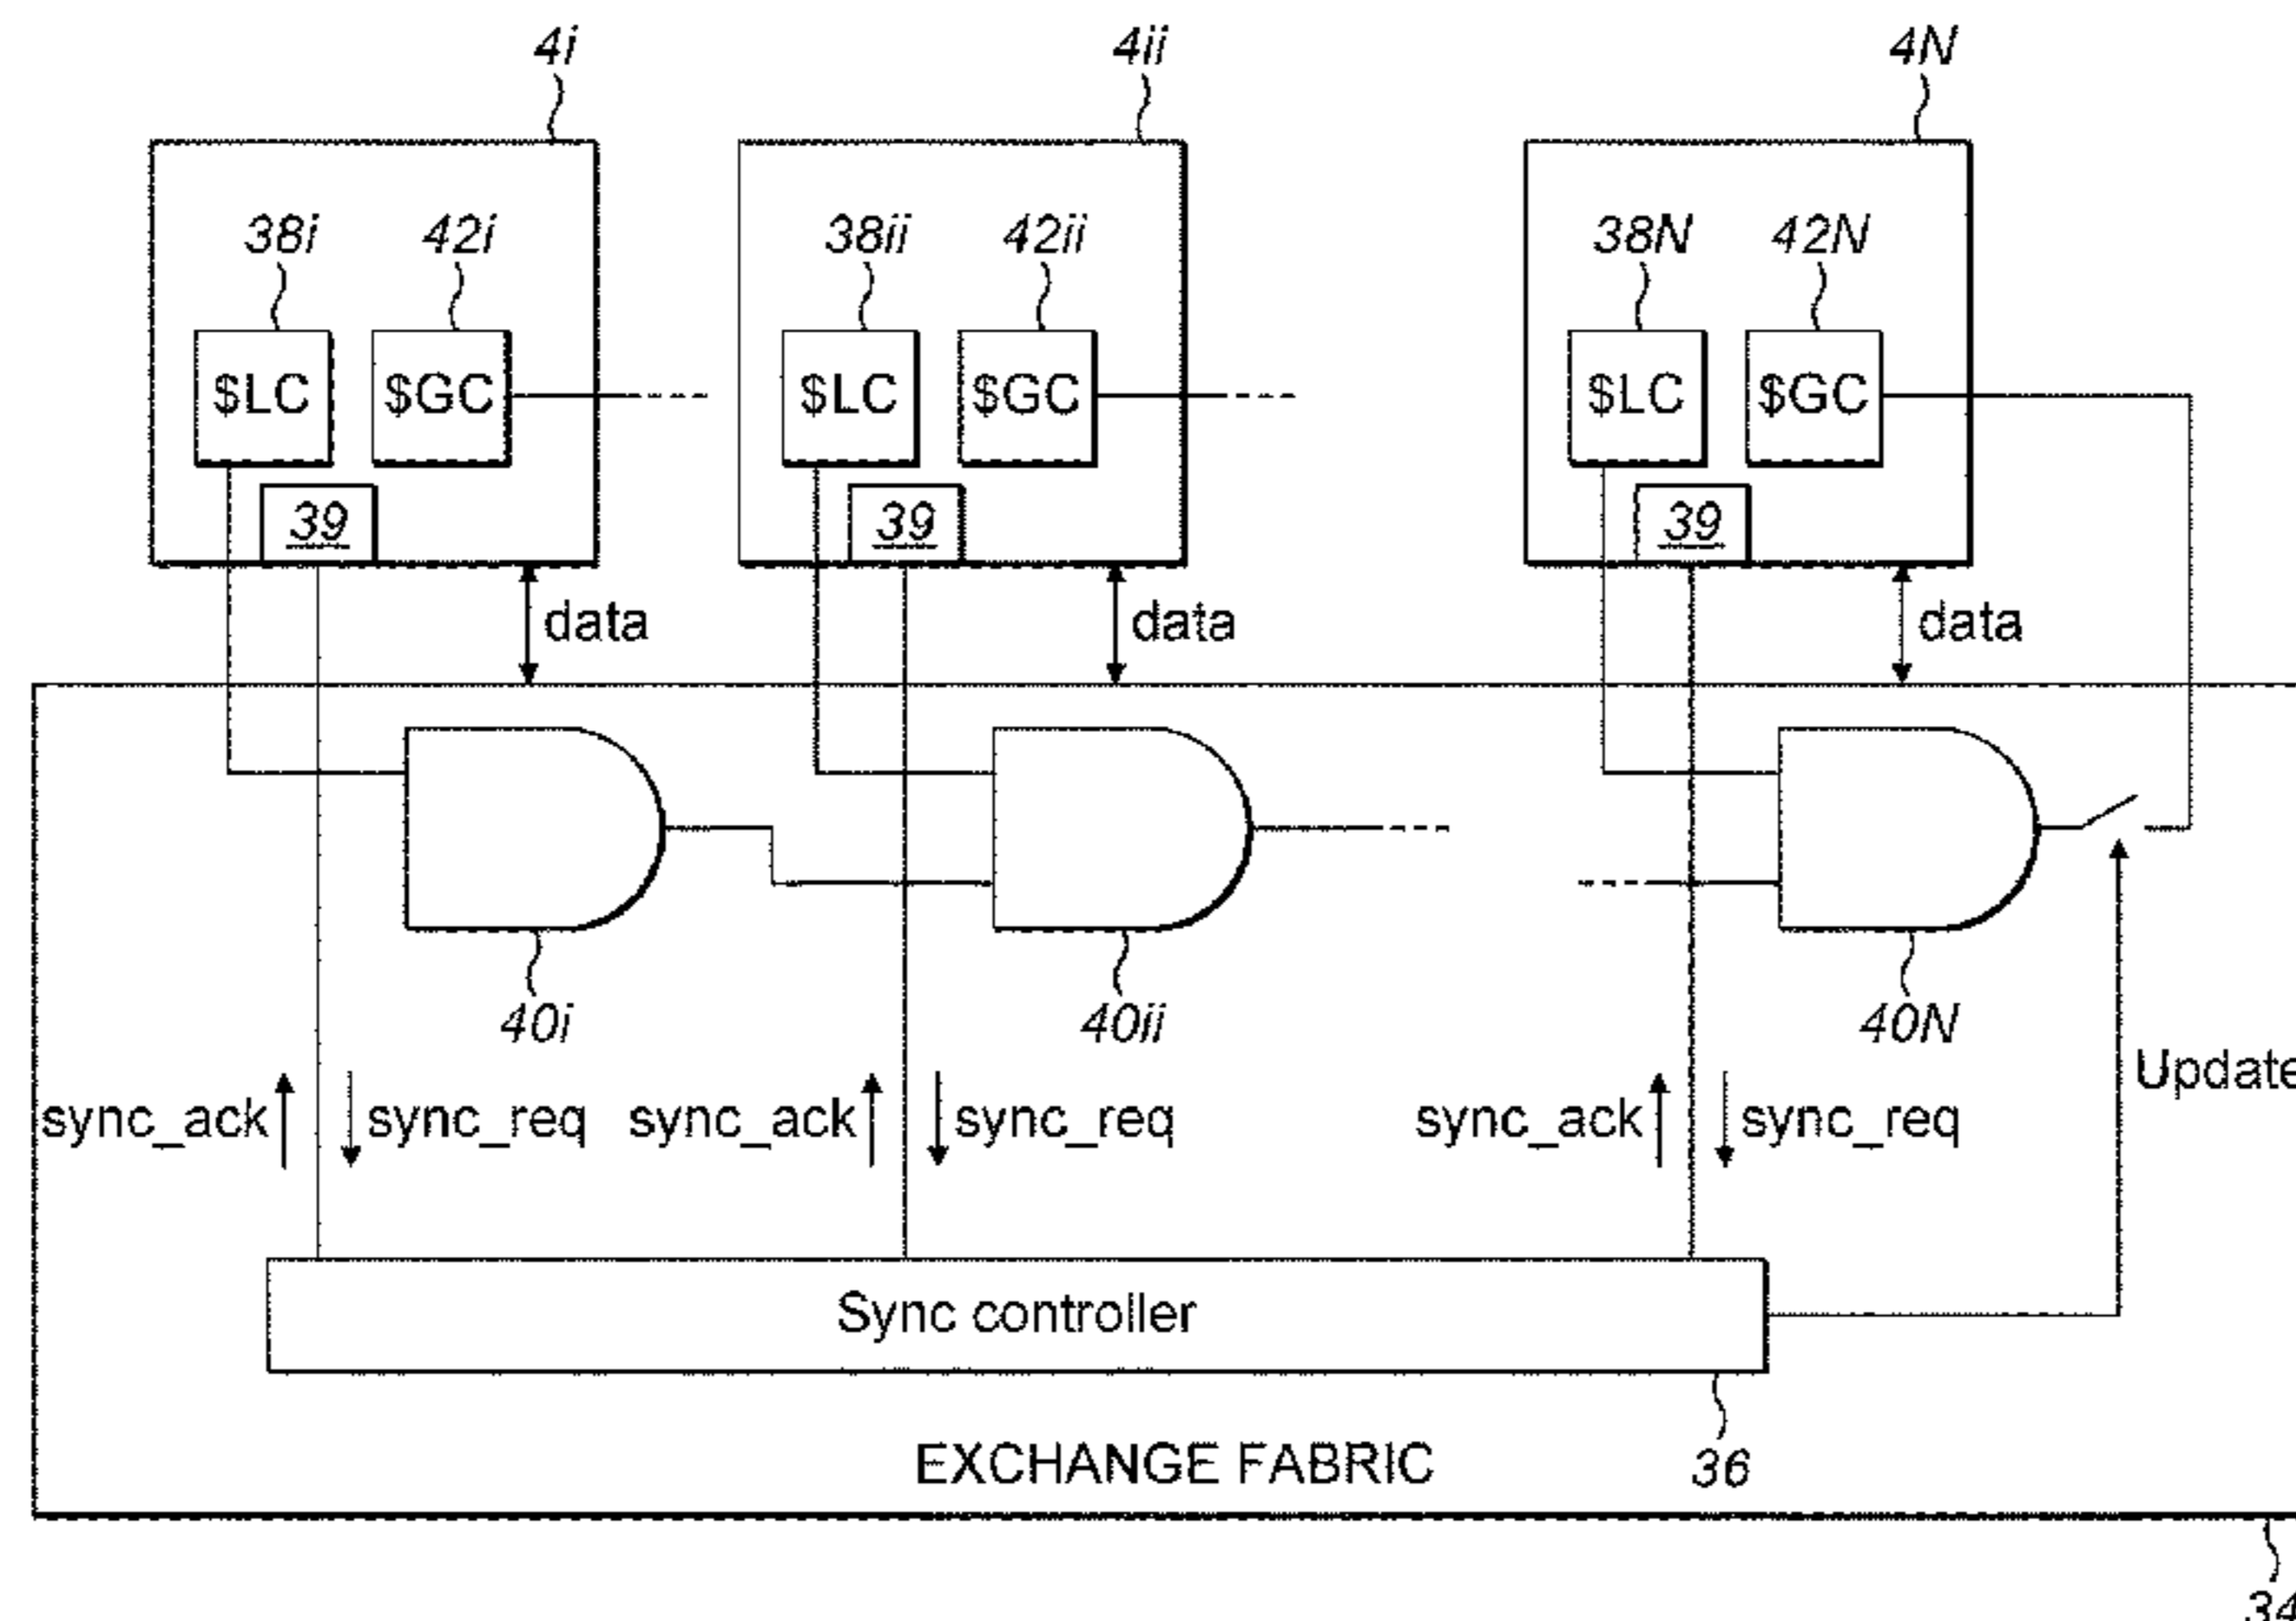 4i 4ii 4N
38i 42i 38ii 42ii 38N 42N
$LC $GC $LC $GC $LC $GC
39 39 39
data data data
40i 40ii 40N
Update
sync_ack sync_req sync_ack sync_req sync_ack sync_req
Sync controller
EXCHANGE FABRIC 36
34